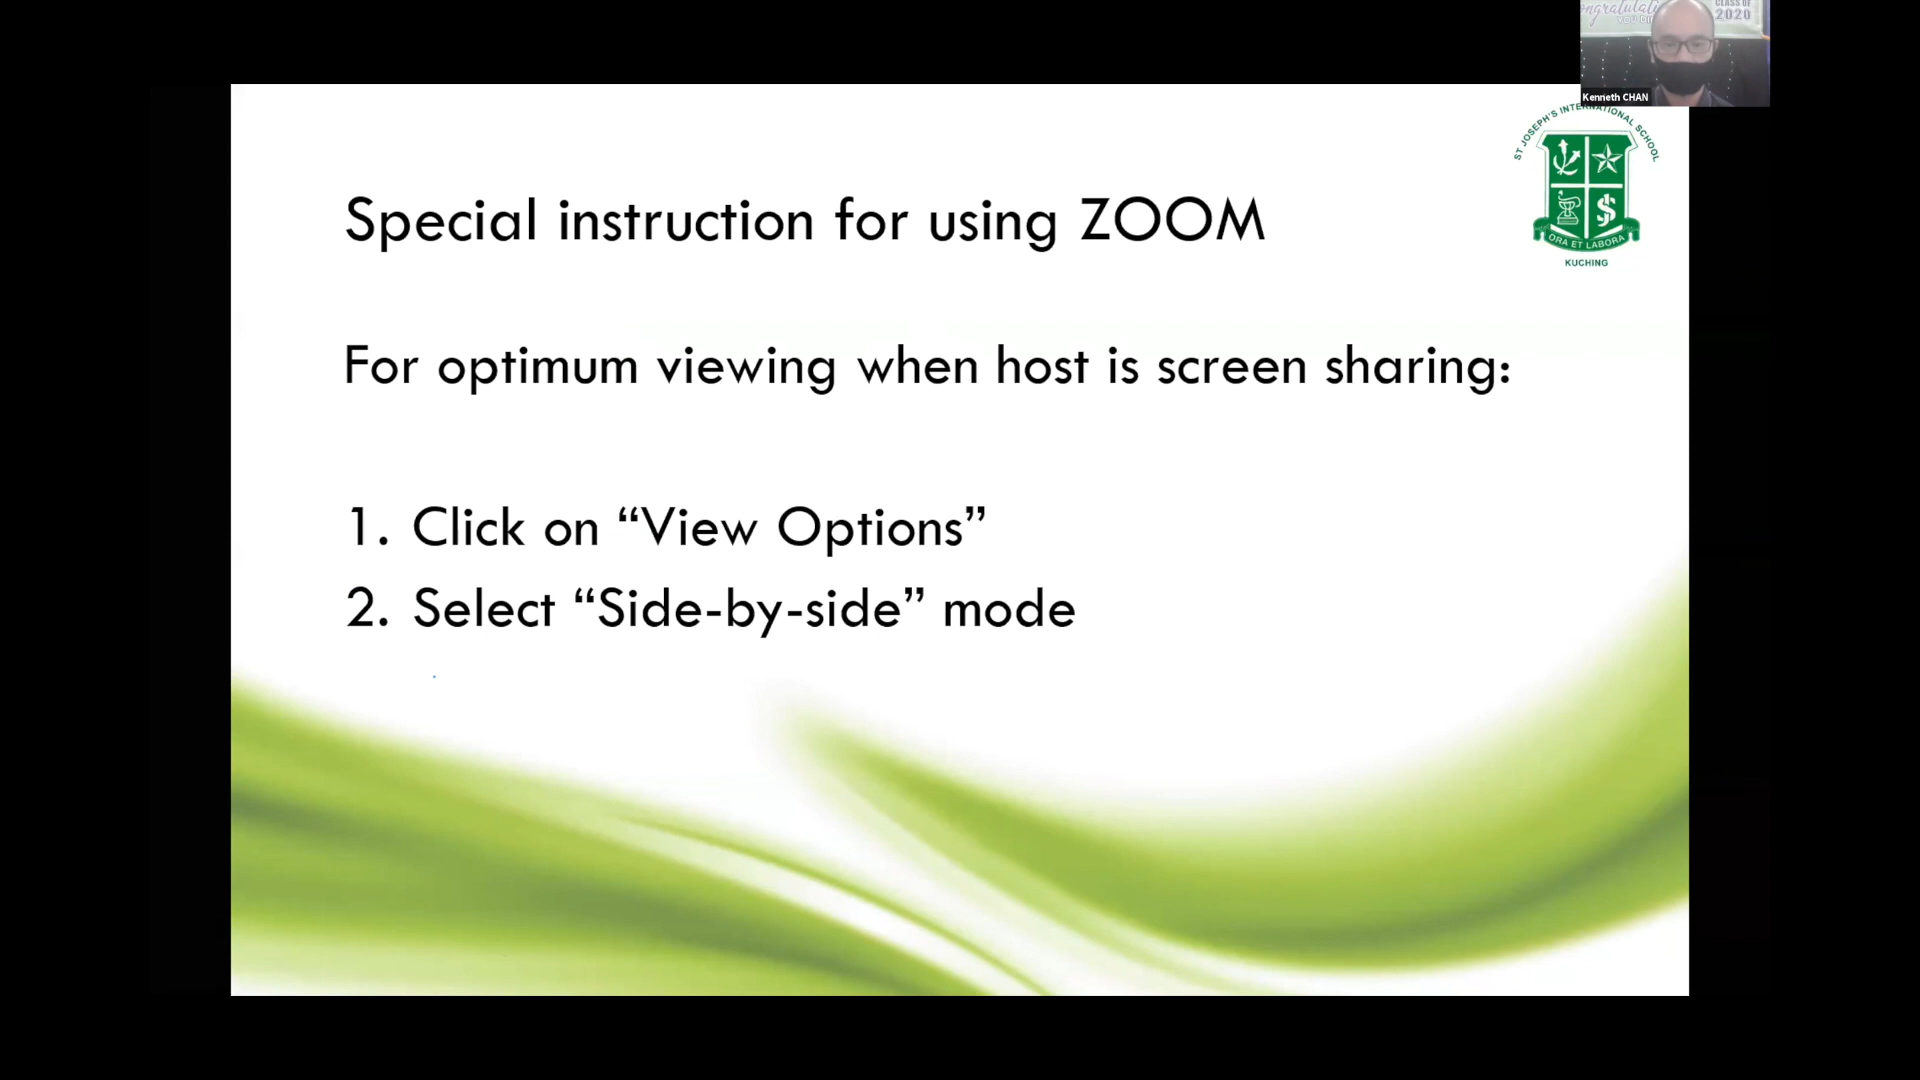 CLASS OF
2020
Kenneth CHAN
ST JOSEPH'S INTERNATIONAL SCHOOL
ORA ET LABORA
KUCHING
Special instruction for using ZOOM
For optimum viewing when host is screen sharing:
1. Click on “View Options”
2. Select “Side-by-side” mode